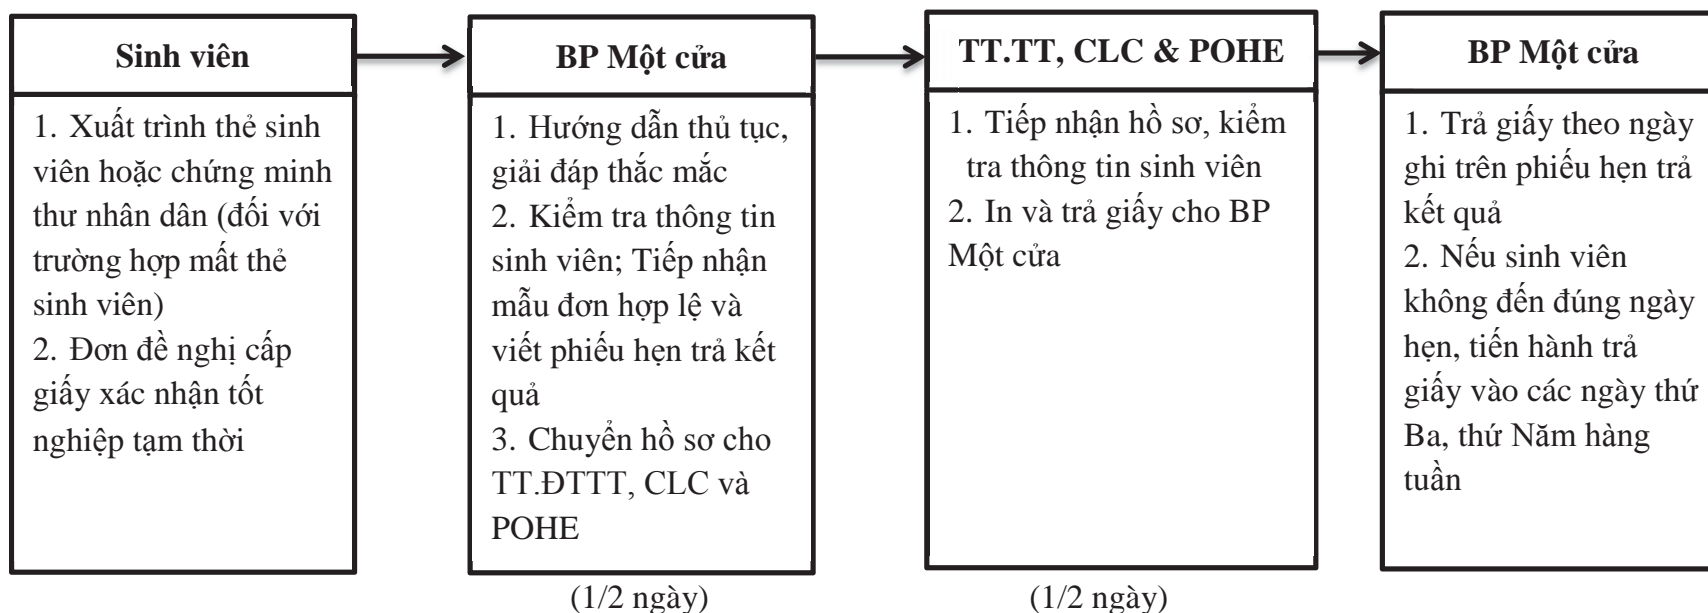 Sinh viên
1. Xuất trình thẻ sinh
viên hoặc chứng minh
thư nhân dân (đối với
trường hợp mất thẻ
sinh viên)
2. Đơn đề nghị cấp
giấy xác nhận tốt
nghiệp tạm thời
BP Một cửa
1. Hướng dẫn thủ tục,
giải đáp thắc mắc
2. Kiểm tra thông tin
sinh viên; Tiếp nhận
mẫu đơn hợp lệ và
viết phiếu hẹn trả kết
quả
3. Chuyển hồ sơ cho
TT.ĐTTT, CLC và
POHE
(1/2 ngày)
TT.TT, CLC & POHE
1. Tiếp nhận hồ sơ, kiểm
tra thông tin sinh viên
2. In và trả giấy cho BP
Một cửa
(1/2 ngày)
BP Một cửa
1. Trả giấy theo ngày
ghi trên phiếu hẹn trả
kết quả
2. Nếu sinh viên
không đến đúng ngày
hẹn, tiến hành trả
giấy vào các ngày thứ
Ba, thứ Năm hàng
tuần